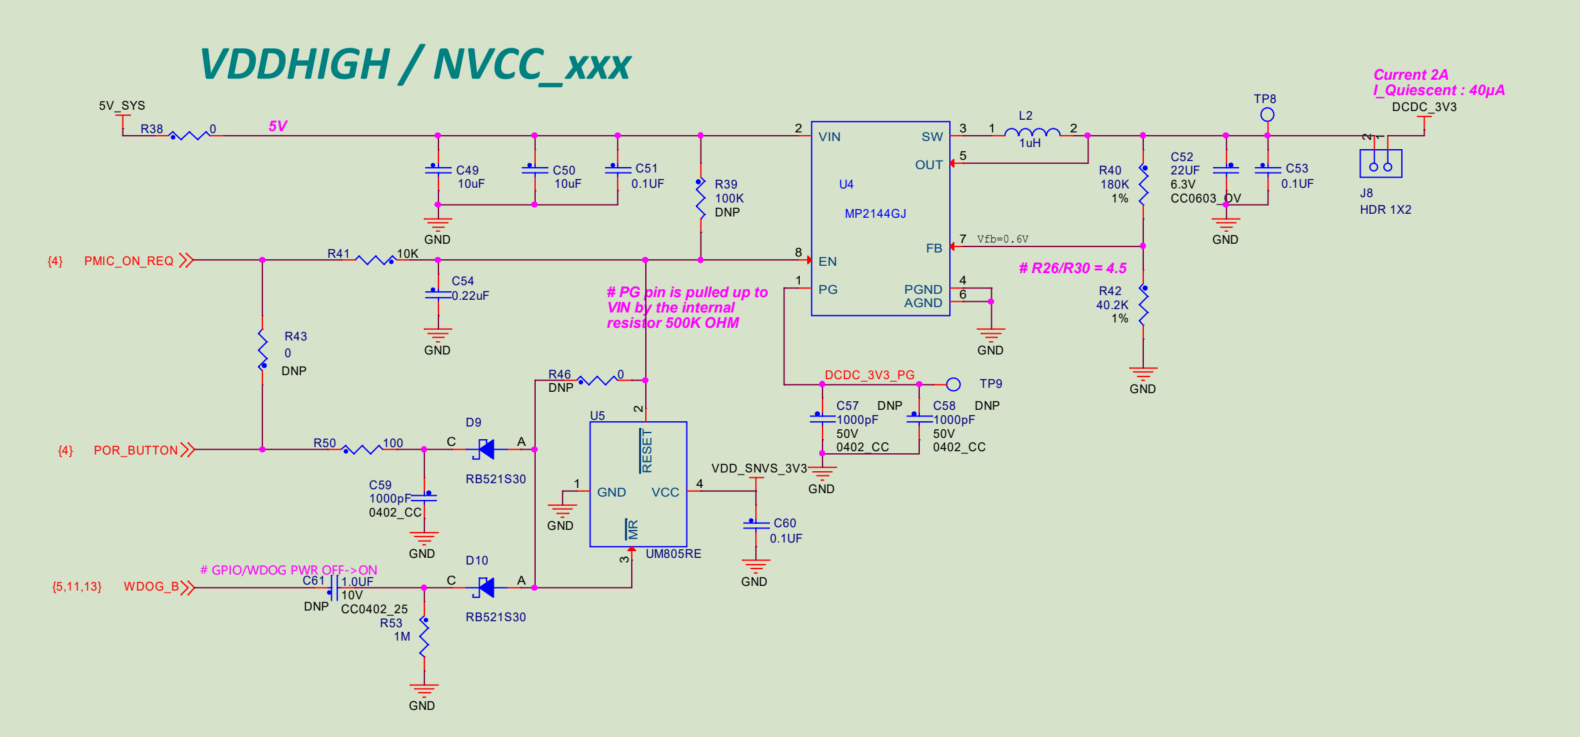 VDDHIGH / NVCC_xxx
Current 2A
I_Quiescent : 40µA
5V_SYS
TP8
DCDC_3V3
R38
0
5V
2
VIN
SW
3
1
L2
2
1uH
2
1
OUT
5
C49
10uF
C50
10uF
C51
0.1UF
R39
100K
DNP
U4
MP2144GJ
R40
180K
1%
C52
22UF
6.3V
CC0603_OV
C53
0.1UF
J8
HDR 1X2
GND
GND
{4}
PMIC_ON_REQ
R41
10K
8
EN
FB
7
Vfb=0.6V
# R26/R30 = 4.5
C54
0.22uF
1
PG
PGND
4
AGND
6
R42
40.2K
1%
# PG pin is pulled up to
VIN by the internal
resistor 500K OHM
GND
GND
GND
R43
0
DNP
R46
0
DNP
DCDC_3V3_PG
TP9
C57
1000pF
50V
0402_CC
DNP
C58
1000pF
50V
0402_CC
DNP
GND
U5
2
RESET
{4}
POR_BUTTON
R50
100
D9
C
A
RB521S30
C59
1000pF
0402_CC
GND
1
GND
VCC
4
GND
VDD_SNVS_3V3
C60
0.1UF
GND
MR
3
UM805RE
# GPIO/WDOG PWR OFF->ON
{5,11,13}
WDOG_B
C61
1.0UF
10V
DNP
CC0402_25
D10
C
A
RB521S30
R53
1M
GND